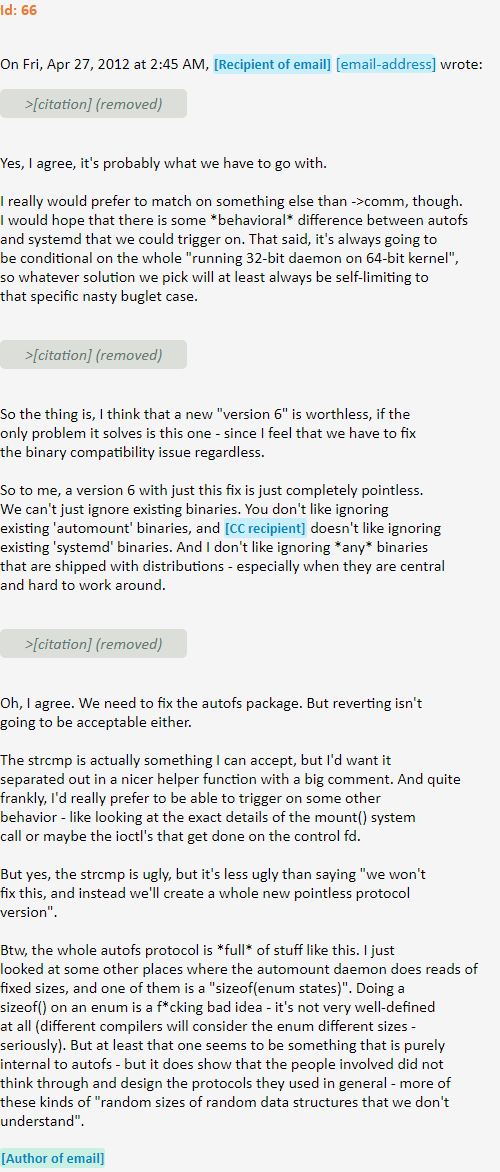 Id: 66
On Fri, Apr 27, 2012 at 2:45 AM, [Recipient of email] [email-address] wrote:
>[citation] (removed)
Yes, I agree, it's probably what we have to go with.
I really would prefer to match on something else than ->comm, though.
I would hope that there is some *behavioral* difference between autofs
and systemd that we could trigger on. That said, it's always going to
be conditional on the whole "running 32-bit daemon on 64-bit kernel",
so whatever solution we pick will at least always be self-limiting to
that specific nasty buglet case.
>[citation] (removed)
So the thing is, I think that a new "version 6" is worthless, if the
only problem it solves is this one - since I feel that we have to fix
the binary compatibility issue regardless.
So to me, a version 6 with just this fix is just completely pointless.
We can't just ignore existing binaries. You don't like ignoring
existing 'automount' binaries, and [CC recipient] doesn't like ignoring
existing 'systemd' binaries. And I don't like ignoring *any* binaries
that are shipped with distributions - especially when they are central
and hard to work around.
>[citation] (removed)
Oh, I agree. We need to fix the autofs package. But reverting isn't
going to be acceptable either.
The strcmp is actually something I can accept, but I'd want it
separated out in a nicer helper function with a big comment. And quite
frankly, I'd really prefer to be able to trigger on some other
behavior - like looking at the exact details of the mount() system
call or maybe the ioctl's that get done on the control fd.
But yes, the strcmp is ugly, but it's less ugly than saying "we won't
fix this, and instead we'll create a whole new pointless protocol
version".
Btw, the whole autofs protocol is *full* of stuff like this. I just
looked at some other places where the automount daemon does reads of
fixed sizes, and one of them is a "sizeof(enum states)". Doing a
sizeof() on an enum is a f*cking bad idea - it's not very well-defined
at all (different compilers will consider the enum different sizes -
seriously). But at least that one seems to be something that is purely
internal to autofs - but it does show that the people involved did not
think through and design the protocols they used in general - more of
these kinds of "random sizes of random data structures that we don't
understand".
[Author of email]